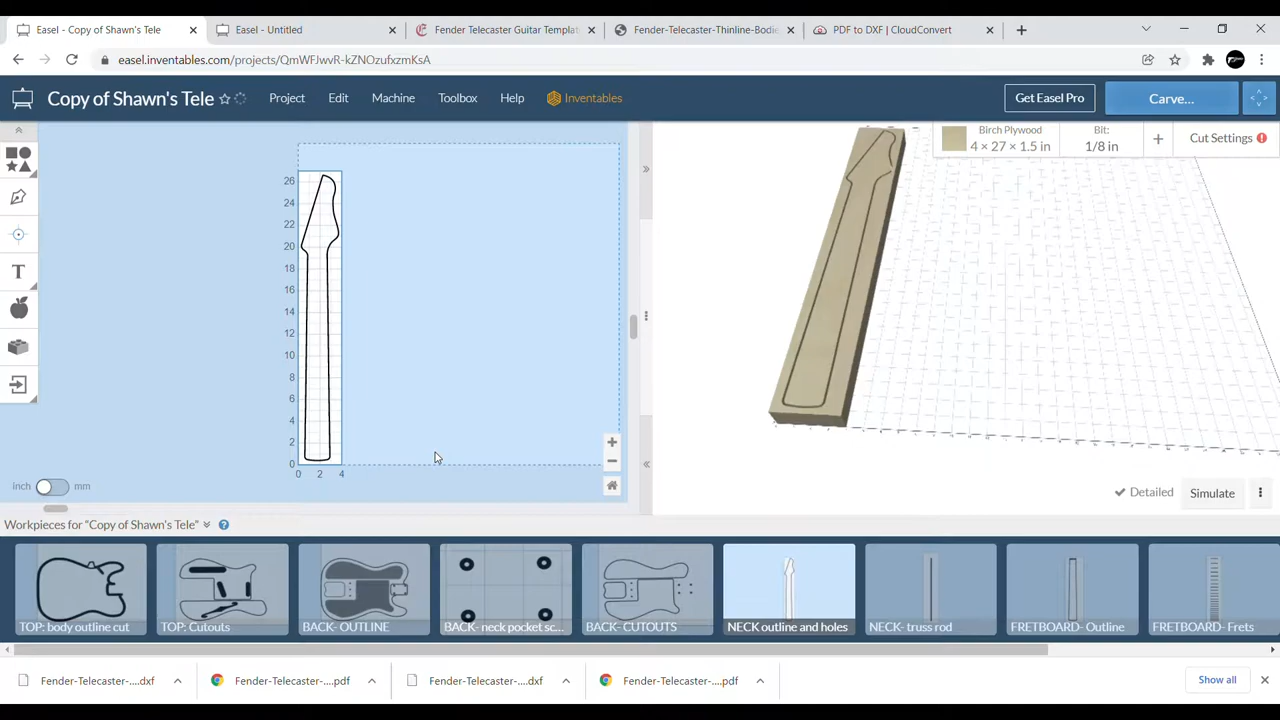 Easel - Copy of Shawn's Tele
Easel - Untitled
Fender Telecaster Guitar Templat
Fender-Telecaster-Thinline-Bodie
PDF to DXF | CloudConvert
easel.inventables.com/projects/QmWFJwvR-kZNOzufxzmKsA
Copy of Shawn's Tele
Project
Edit
Machine
Toolbox
Help
Inventables
Get Easel Pro
Carve...
Birch Plywood
4 × 27 × 1.5 in
Bit:
1/8 in
Cut Settings
T
26
24
22
20
18
16
14
12
10
8
6
4
2
0
0 2 4
inch mm
Detailed
Simulate
Workpieces for "Copy of Shawn's Tele"
TOP: body outline cut
TOP: Cutouts
BACK- OUTLINE
BACK- neck pocket sc...
BACK- CUTOUTS
NECK outline and holes
NECK- truss rod
FRETBOARD- Outline
FRETBOARD- Frets
Fender-Telecaster-....dxf
Fender-Telecaster-....pdf
Fender-Telecaster-....dxf
Fender-Telecaster-....pdf
Show all